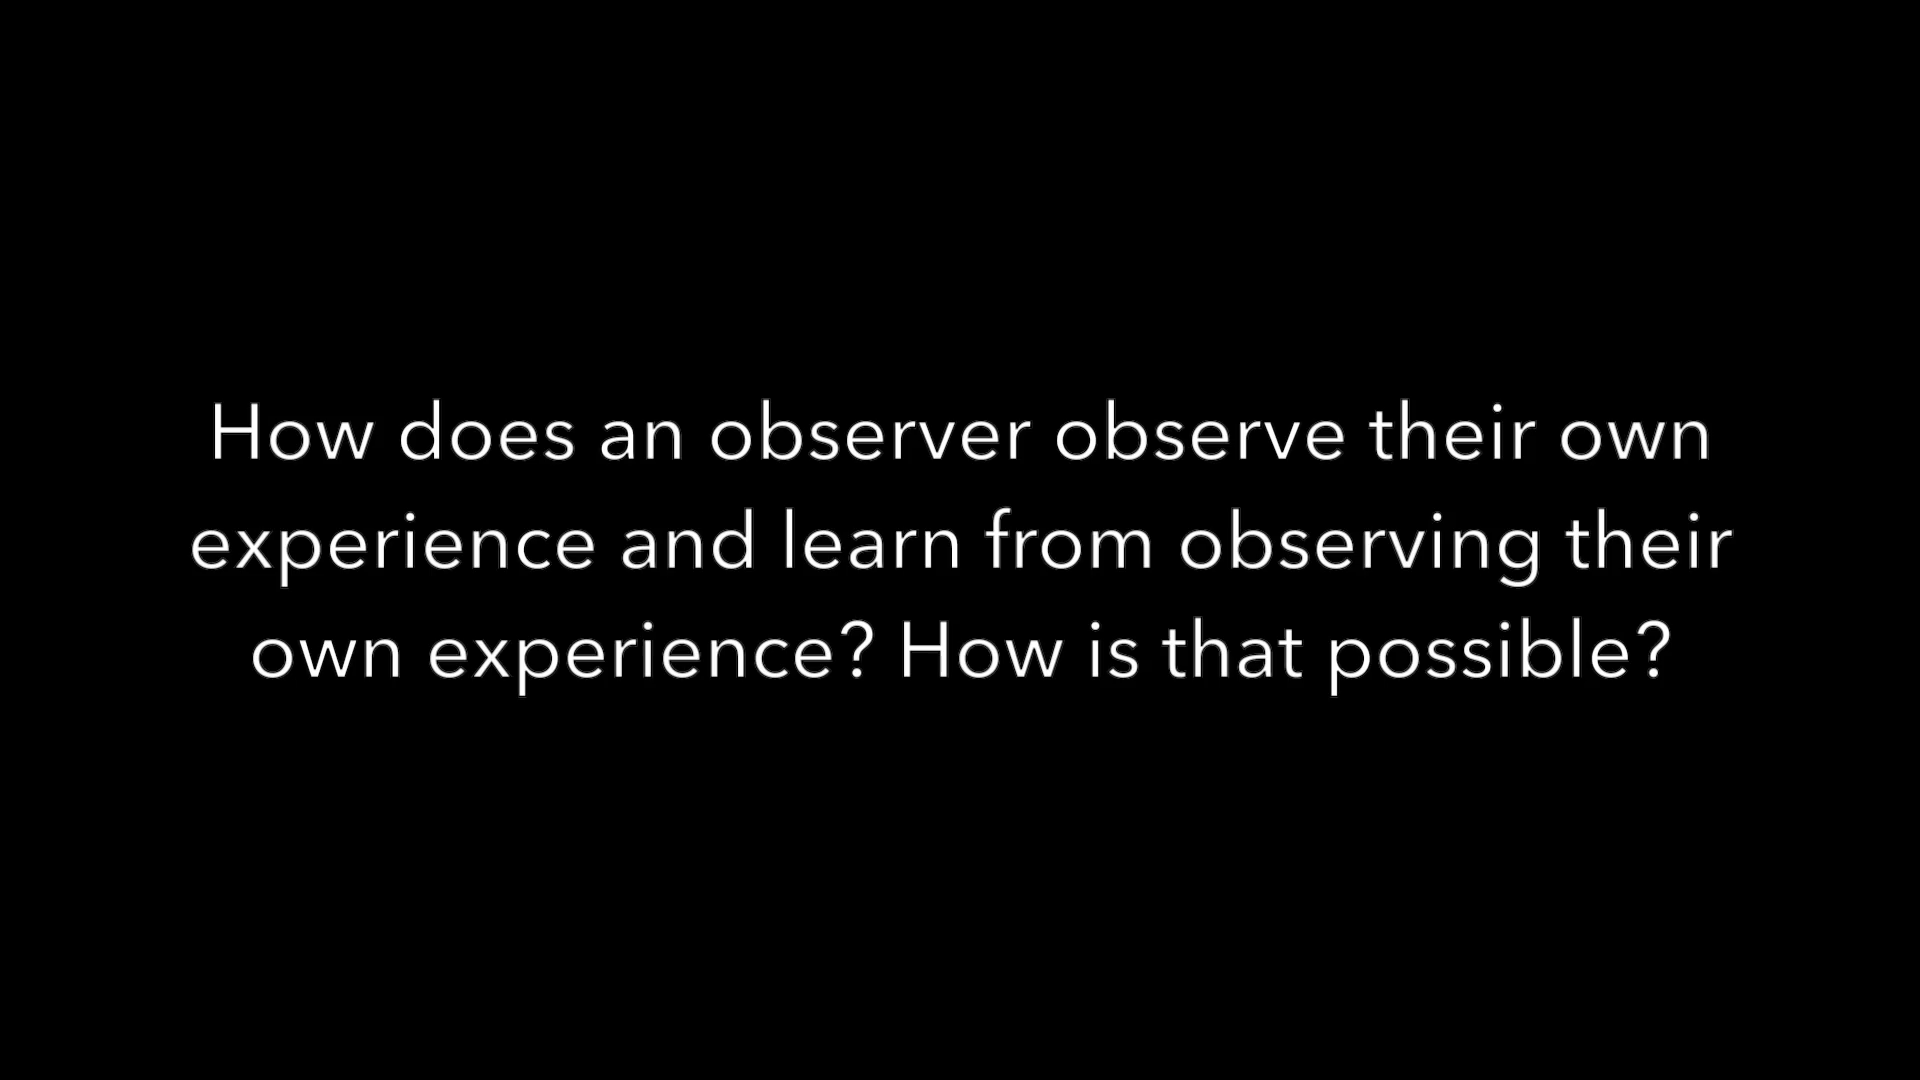 How does an observer observe their own
experience and learn from observing their
own experience? How is that possible?